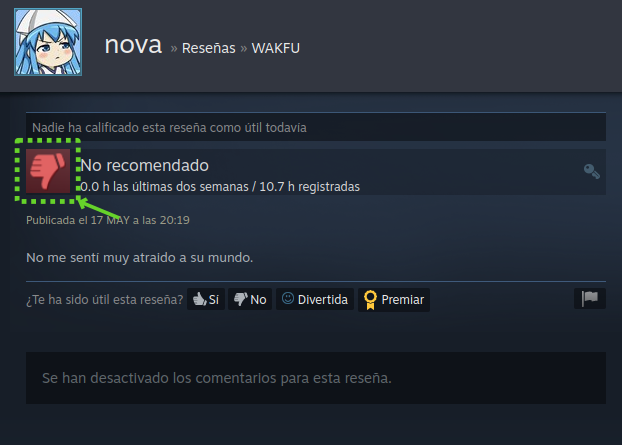 nova » Reseñas » WAKFU
Nadie ha calificado esta reseña como útil todavía
No recomendado
0.0 h las últimas dos semanas / 10.7 h registradas
Publicada el 17 MAY a las 20:19
No me sentí muy atraido a su mundo.
¿Te ha sido útil esta reseña? Sí No Divertida Premiar
Se han desactivado los comentarios para esta reseña.